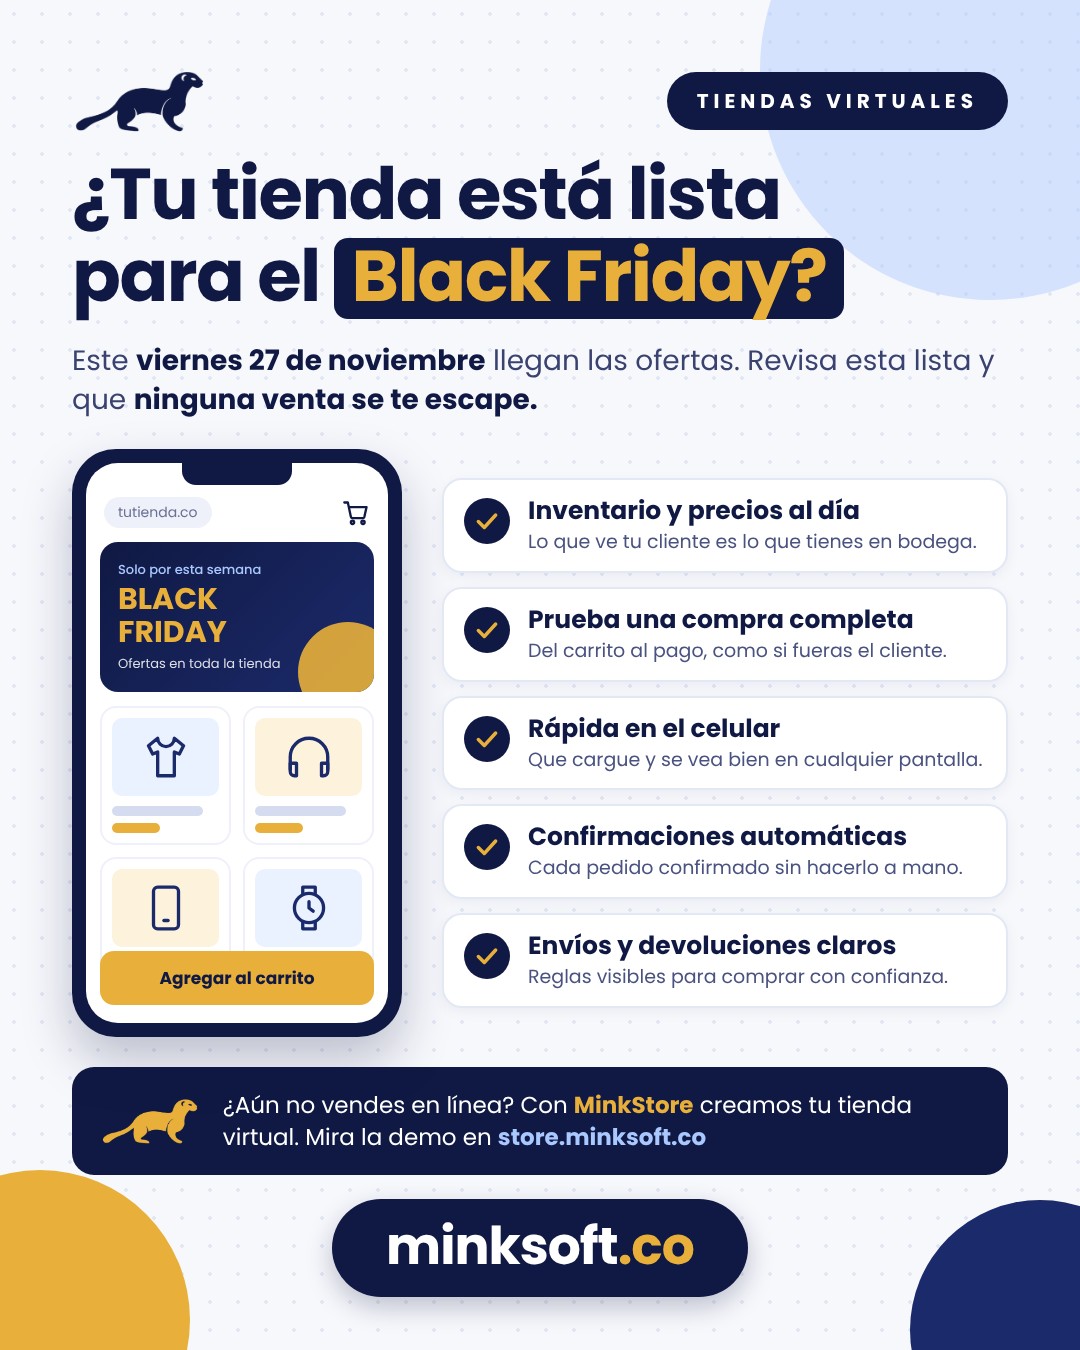 TIENDAS VIRTUALES
¿Tu tienda está lista
para el Black Friday?
Este viernes 27 de noviembre llegan las ofertas. Revisa esta lista y
que ninguna venta se te escape.
tutienda.co
Solo por esta semana
BLACK
FRIDAY
Ofertas en toda la tienda
Agregar al carrito
Inventario y precios al día
Lo que ve tu cliente es lo que tienes en bodega.
Prueba una compra completa
Del carrito al pago, como si fueras el cliente.
Rápida en el celular
Que cargue y se vea bien en cualquier pantalla.
Confirmaciones automáticas
Cada pedido confirmado sin hacerlo a mano.
Envíos y devoluciones claros
Reglas visibles para comprar con confianza.
¿Aún no vendes en línea? Con MinkStore creamos tu tienda
virtual. Mira la demo en store.minksoft.co
minksoft.co